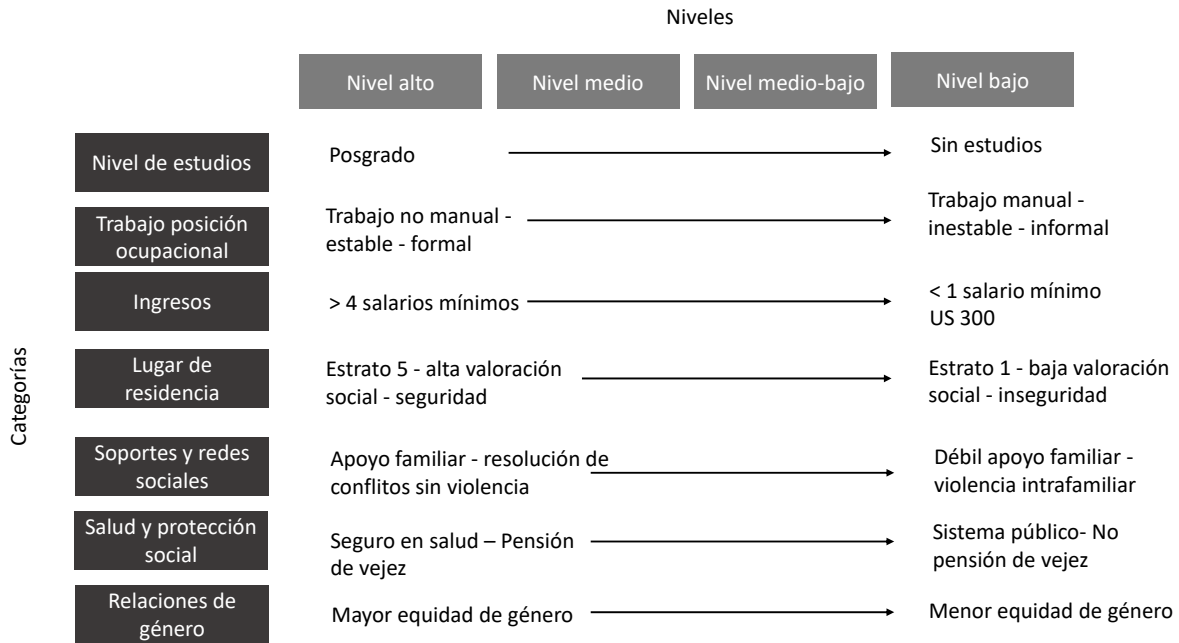 Niveles
Nivel alto
Nivel medio
Nivel medio-bajo
Nivel bajo
Categorías
Nivel de estudios
Posgrado
Sin estudios
Trabajo posición
ocupacional
Trabajo no manual -
estable - formal
Trabajo manual -
inestable - informal
Ingresos
> 4 salarios mínimos
< 1 salario mínimo
US 300
Lugar de
residencia
Estrato 5 - alta valoración
social - seguridad
Estrato 1 - baja valoración
social - inseguridad
Soportes y redes
sociales
Apoyo familiar - resolución de
conflictos sin violencia
Débil apoyo familiar -
violencia intrafamiliar
Salud y protección
social
Seguro en salud – Pensión
de vejez
Sistema público- No
pensión de vejez
Relaciones de
género
Mayor equidad de género
Menor equidad de género